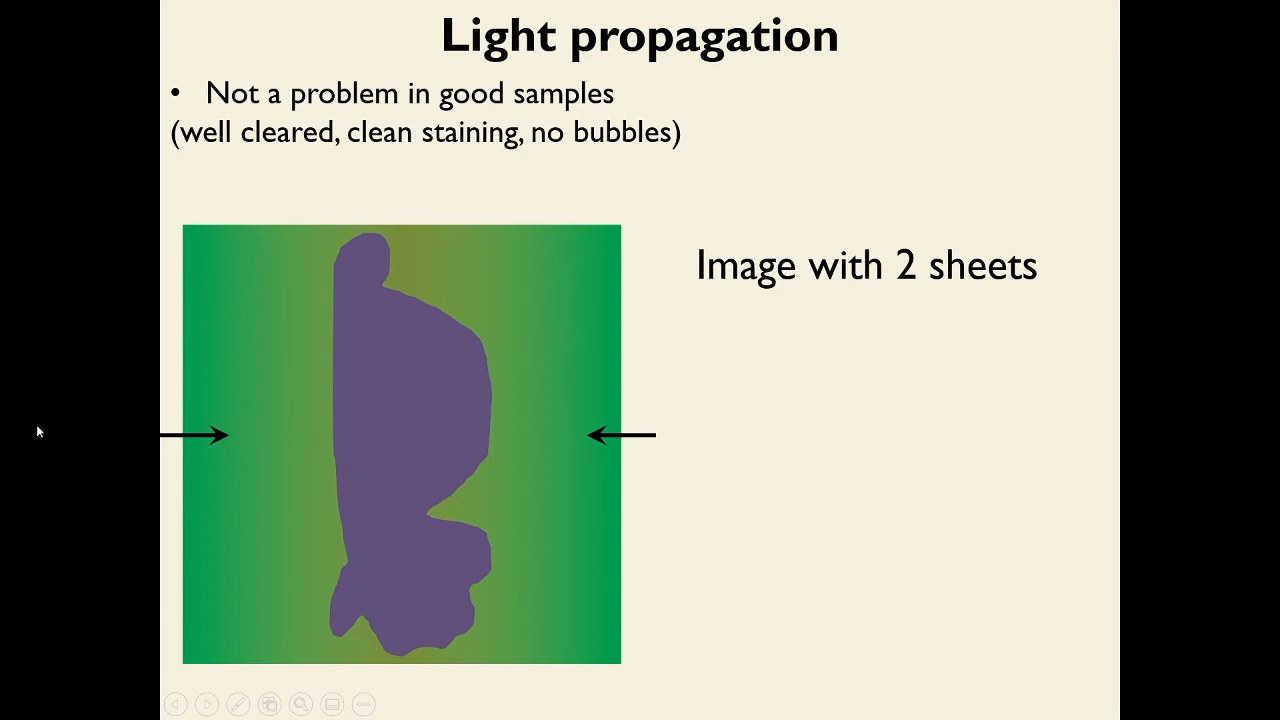 Light propagation
• Not a problem in good samples
(well cleared, clean staining, no bubbles)
Image with 2 sheets